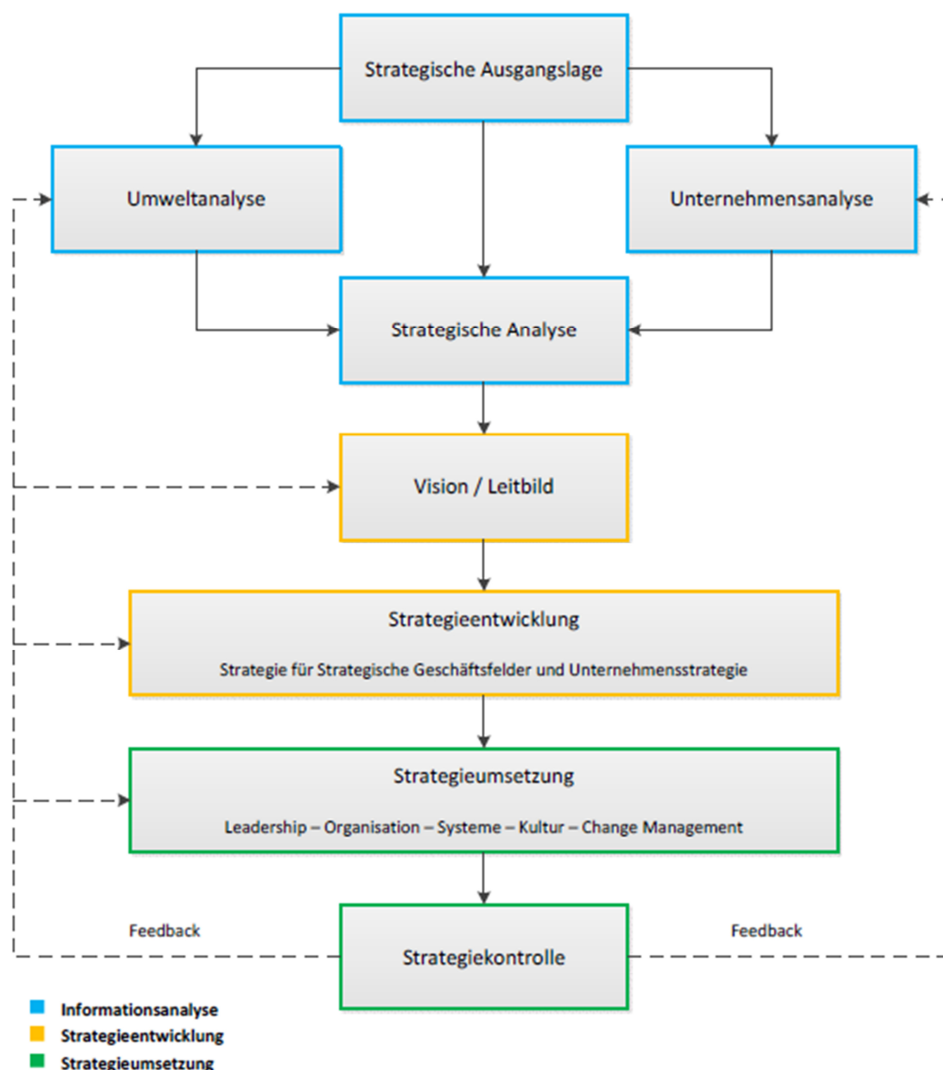 Strategische Ausgangslage
Umweltanalyse
Unternehmensanalyse
Strategische Analyse
Vision / Leitbild
Strategieentwicklung
Strategie für Strategische Geschäftsfelder und Unternehmensstrategie
Strategieumsetzung
Leadership – Organisation – Systeme – Kultur – Change Management
Feedback
Feedback
Strategiekontrolle
Informationsanalyse
Strategieentwicklung
Strategieumsetzung